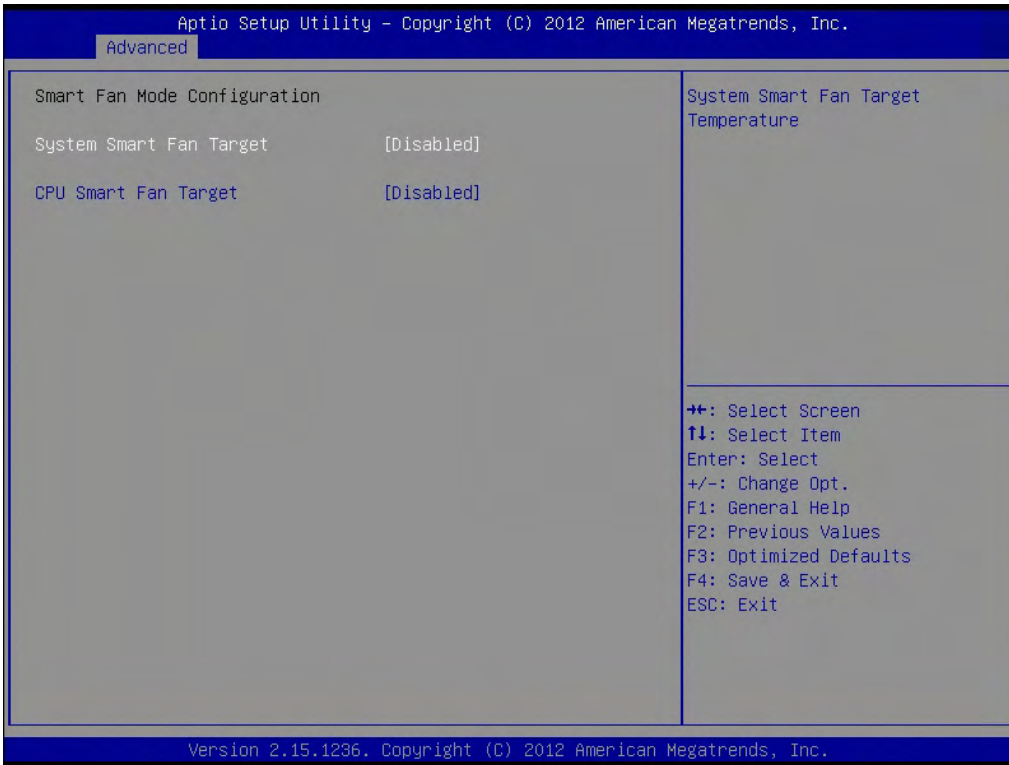 Aptio Setup Utility – Copyright (C) 2012 American Megatrends, Inc.
Advanced
Smart Fan Mode Configuration
System Smart Fan Target [Disabled]
CPU Smart Fan Target [Disabled]
System Smart Fan Target
Temperature
→←: Select Screen
↑↓: Select Item
Enter: Select
+/-: Change Opt.
F1: General Help
F2: Previous Values
F3: Optimized Defaults
F4: Save & Exit
ESC: Exit
Version 2.15.1236. Copyright (C) 2012 American Megatrends, Inc.